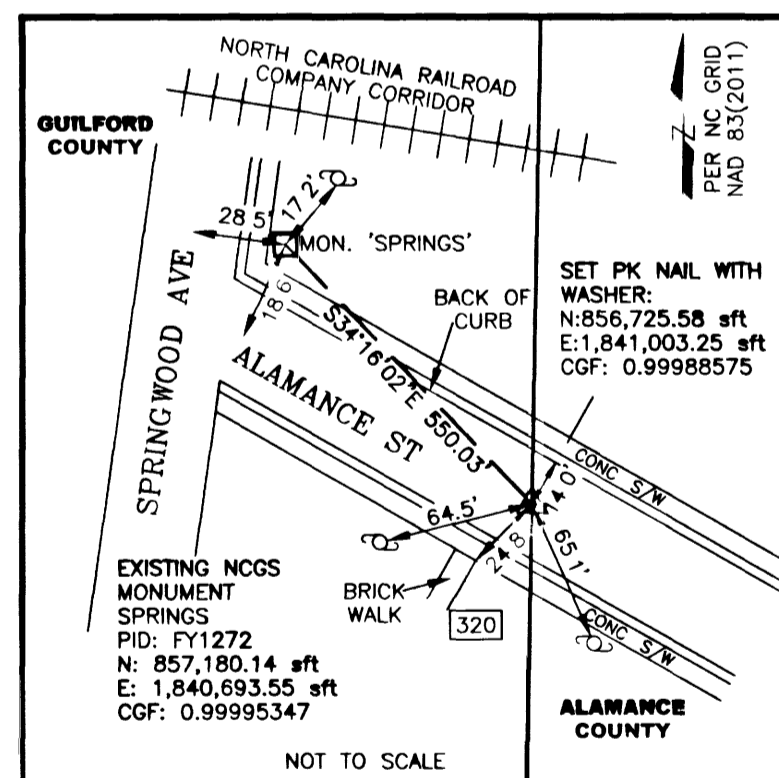 NORTH CAROLINA RAILROAD
COMPANY CORRIDOR
PER NC GRID
NAD 83(2011)
N
GUILFORD
COUNTY
17 2'
28 5'
MON. 'SPRINGS'
18 6'
SET PK NAIL WITH
WASHER:
N:856,725.58 sft
E:1,841,003.25 sft
CGF: 0.99988575
BACK OF
CURB
S34°16'02"E 550.03'
SPRINGWOOD AVE
ALAMANCE ST
CONC S/W
14 0'
64.5'
24 8'
65 1'
EXISTING NCGS
MONUMENT
SPRINGS
PID: FY1272
N: 857,180.14 sft
E: 1,840,693.55 sft
CGF: 0.99995347
BRICK
WALK
320
CONC S/W
ALAMANCE
COUNTY
NOT TO SCALE